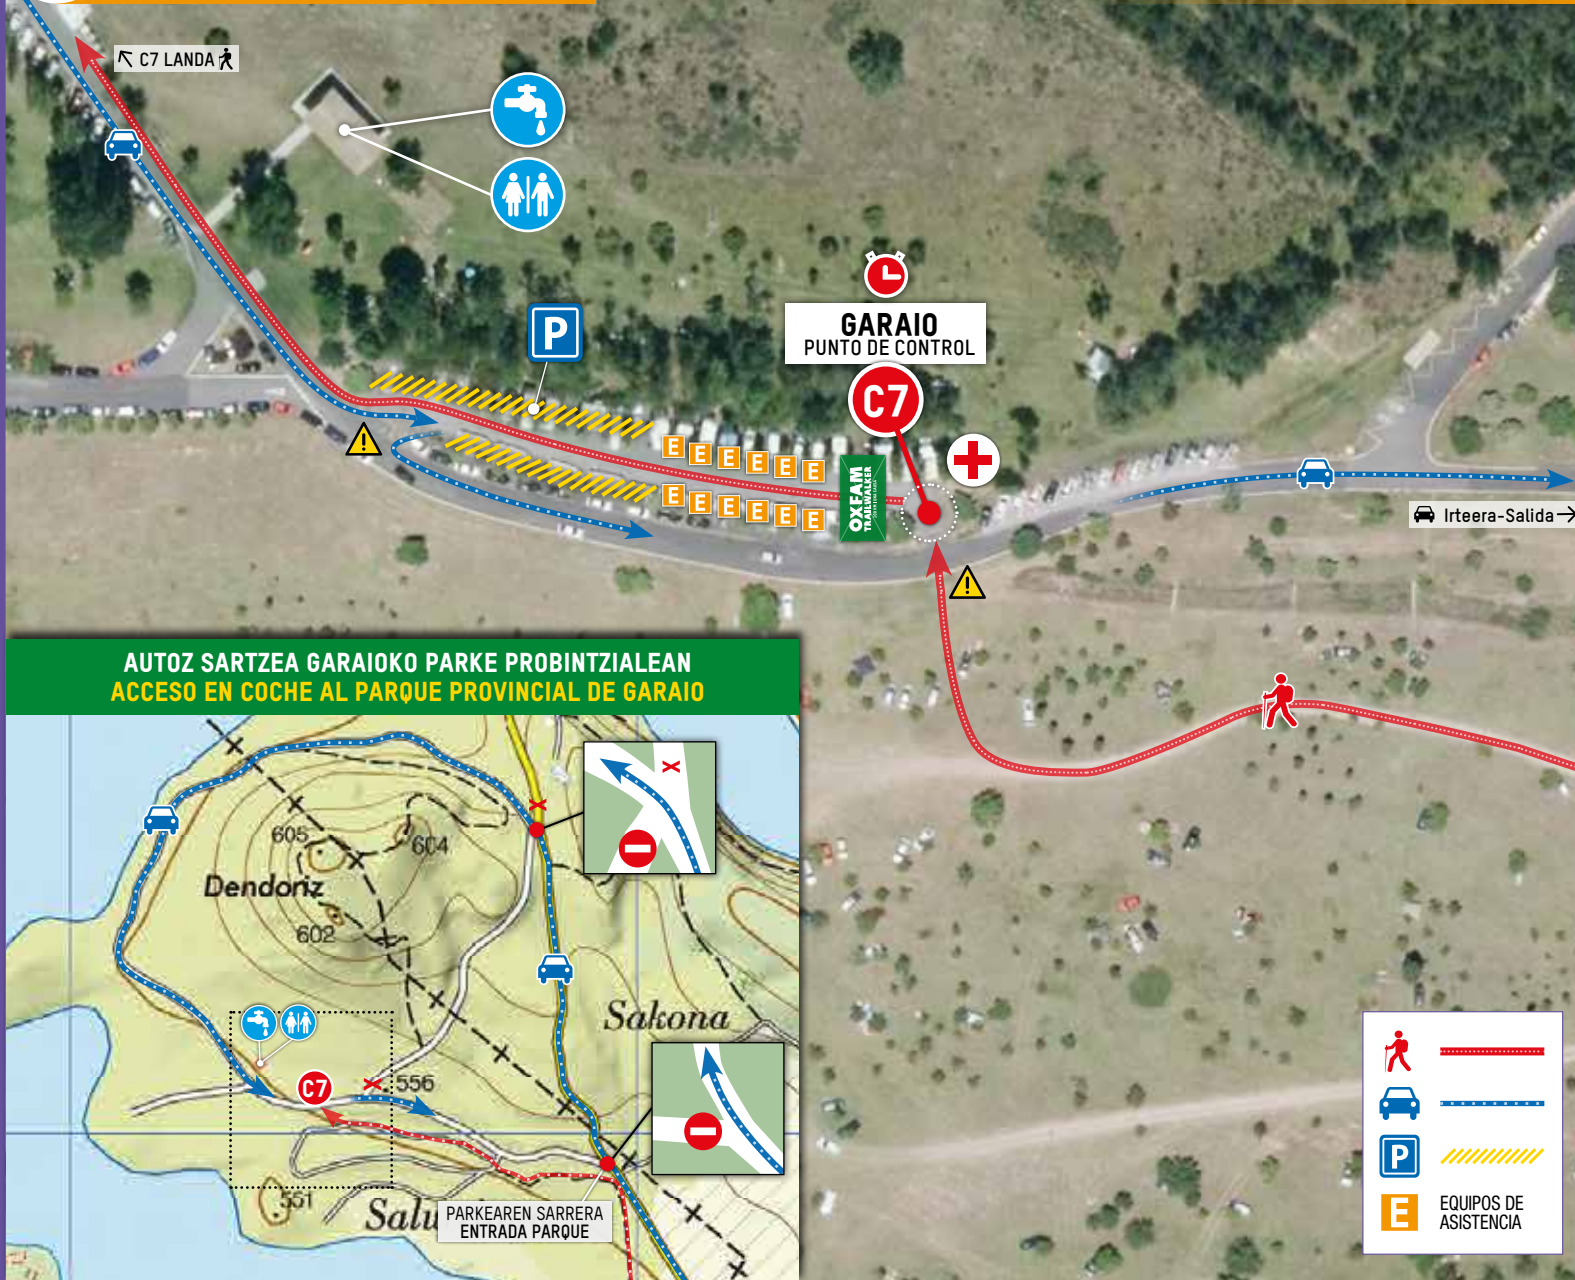 C7 LANDA
P
GARAIO
PUNTO DE CONTROL
C7
E E E E E E
E E E E E E
OXFAM
TRAILWALKER
Irteera-Salida
AUTOZ SARTZEA GARAIOKO PARKE PROBINTZIALEAN
ACCESO EN COCHE AL PARQUE PROVINCIAL DE GARAIO
605
604
Dendoriz
602
Sakona
C7
556
551
Salu
PARKEAREN SARRERA
ENTRADA PARQUE
P
E EQUIPOS DE
ASISTENCIA